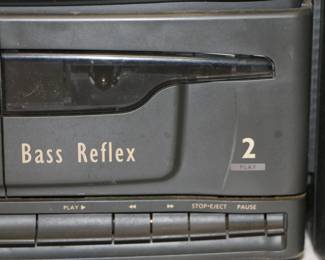 Bass Reflex
2
PLAY
PLAY ▶ ◀◀ ▶▶ STOP•EJECT PAUSE